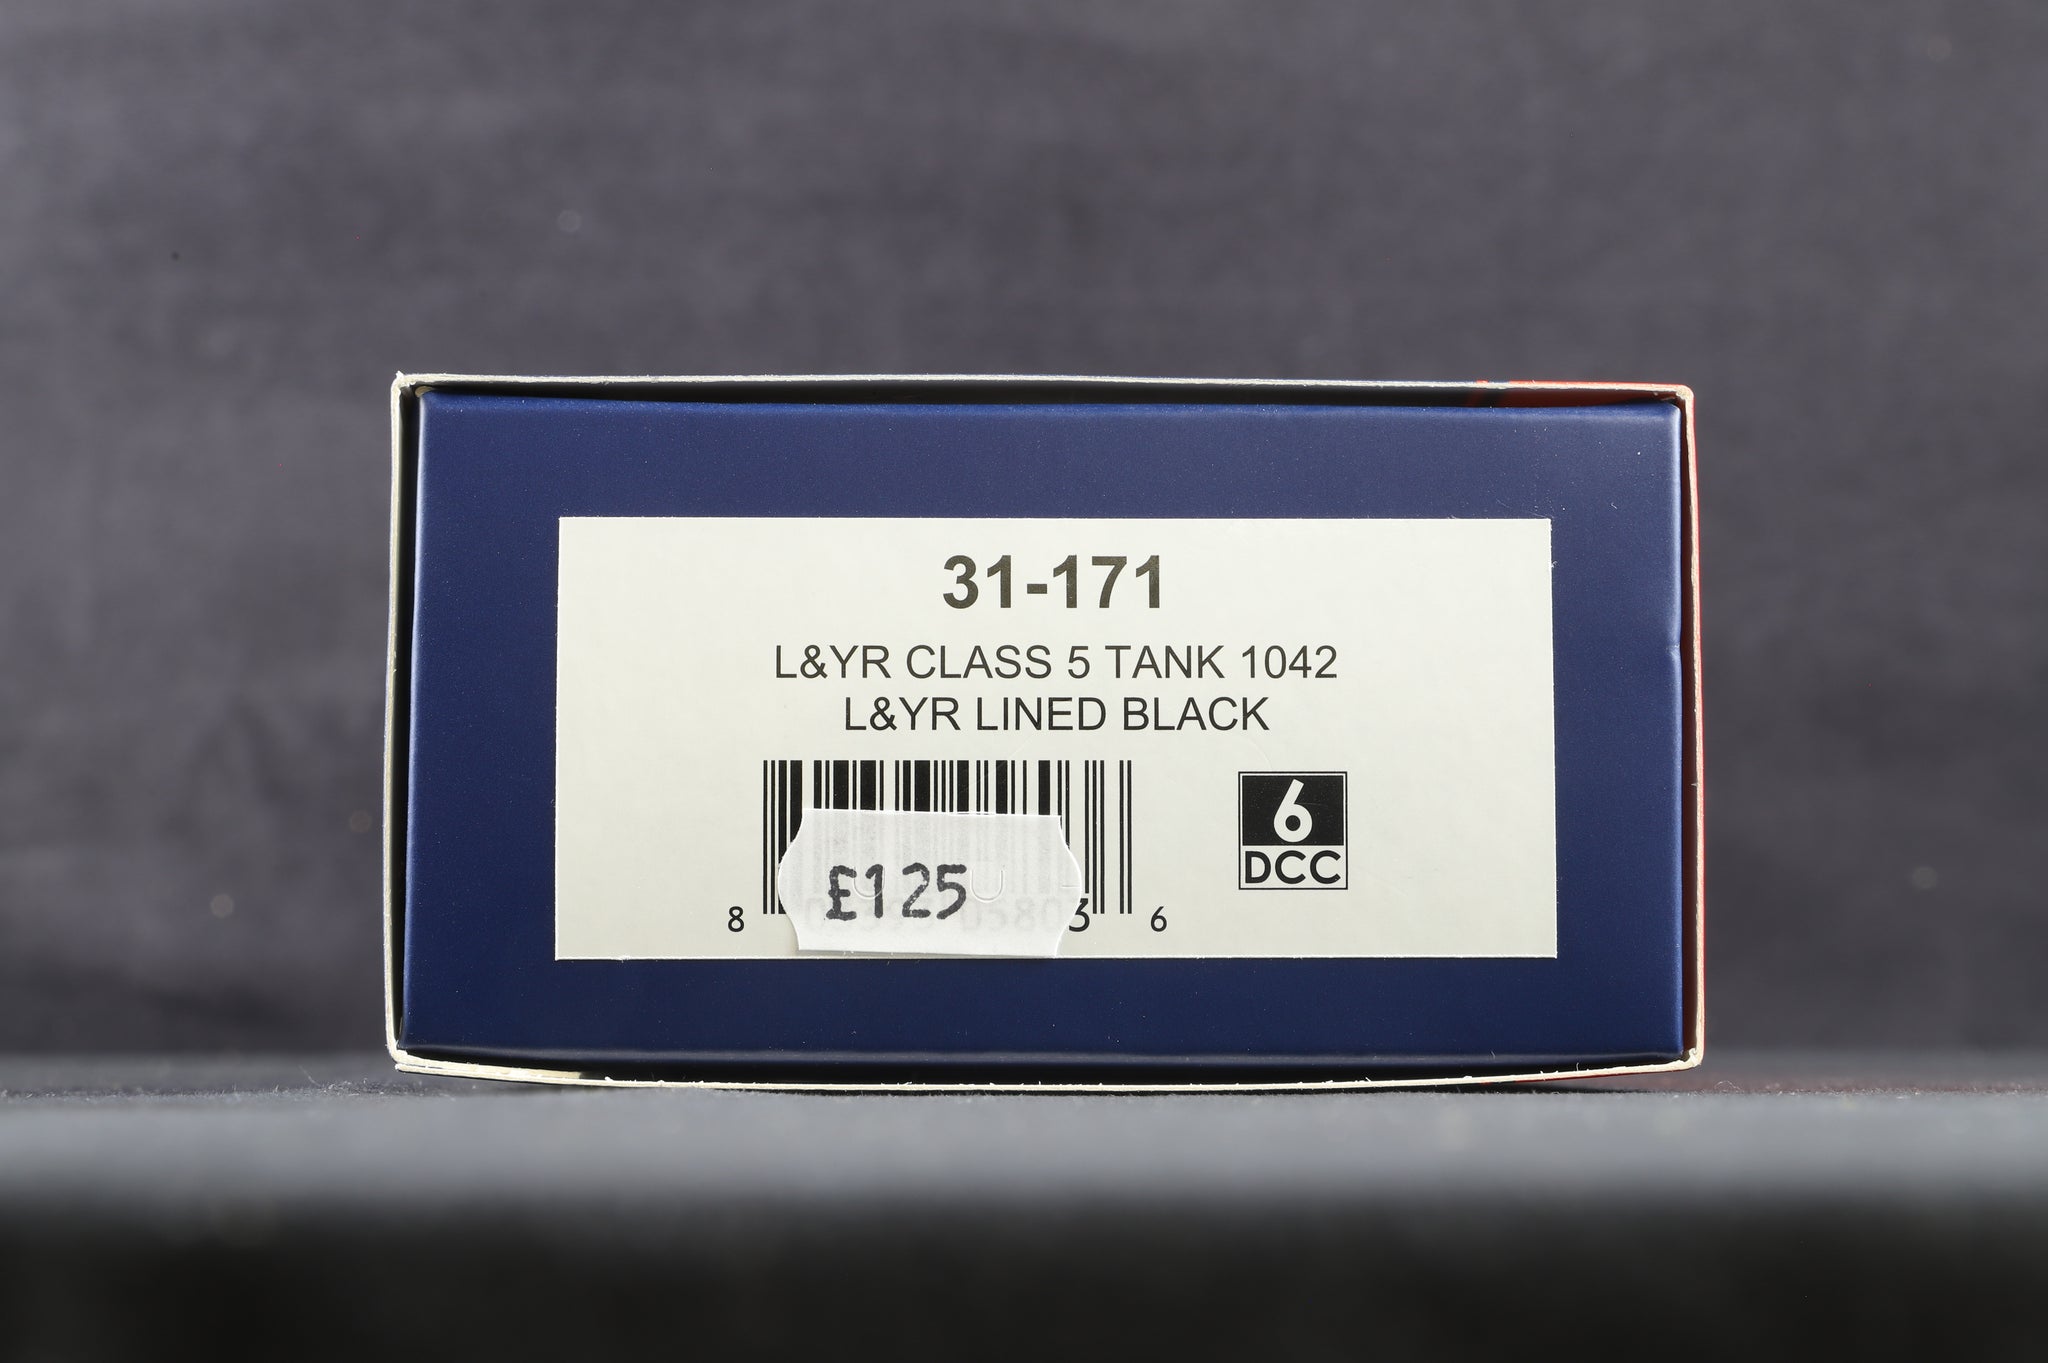 31-171
L&YR CLASS 5 TANK 1042
L&YR LINED BLACK
6
DCC
£125
8 6